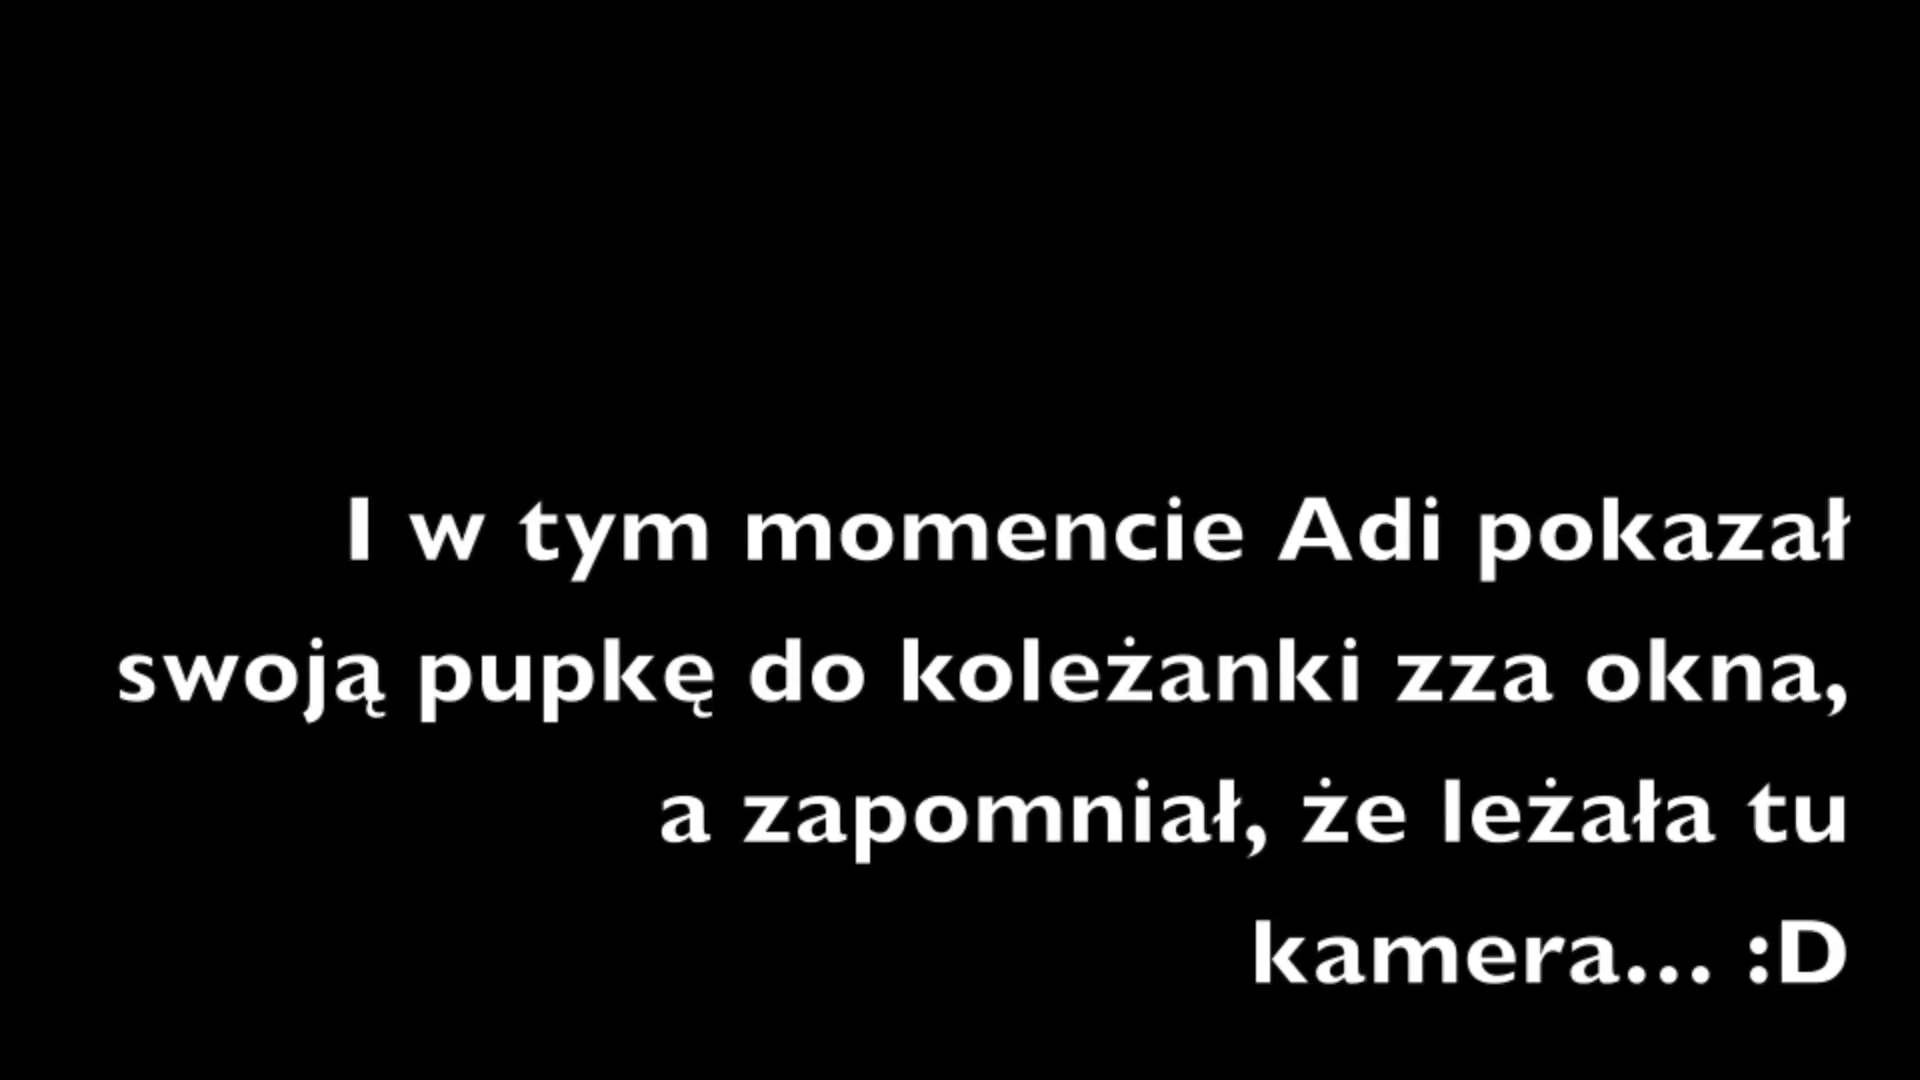 I w tym momencie Adi pokazał
swoją pupkę do koleżanki zza okna,
a zapomniał, że leżała tu
kamera... :D